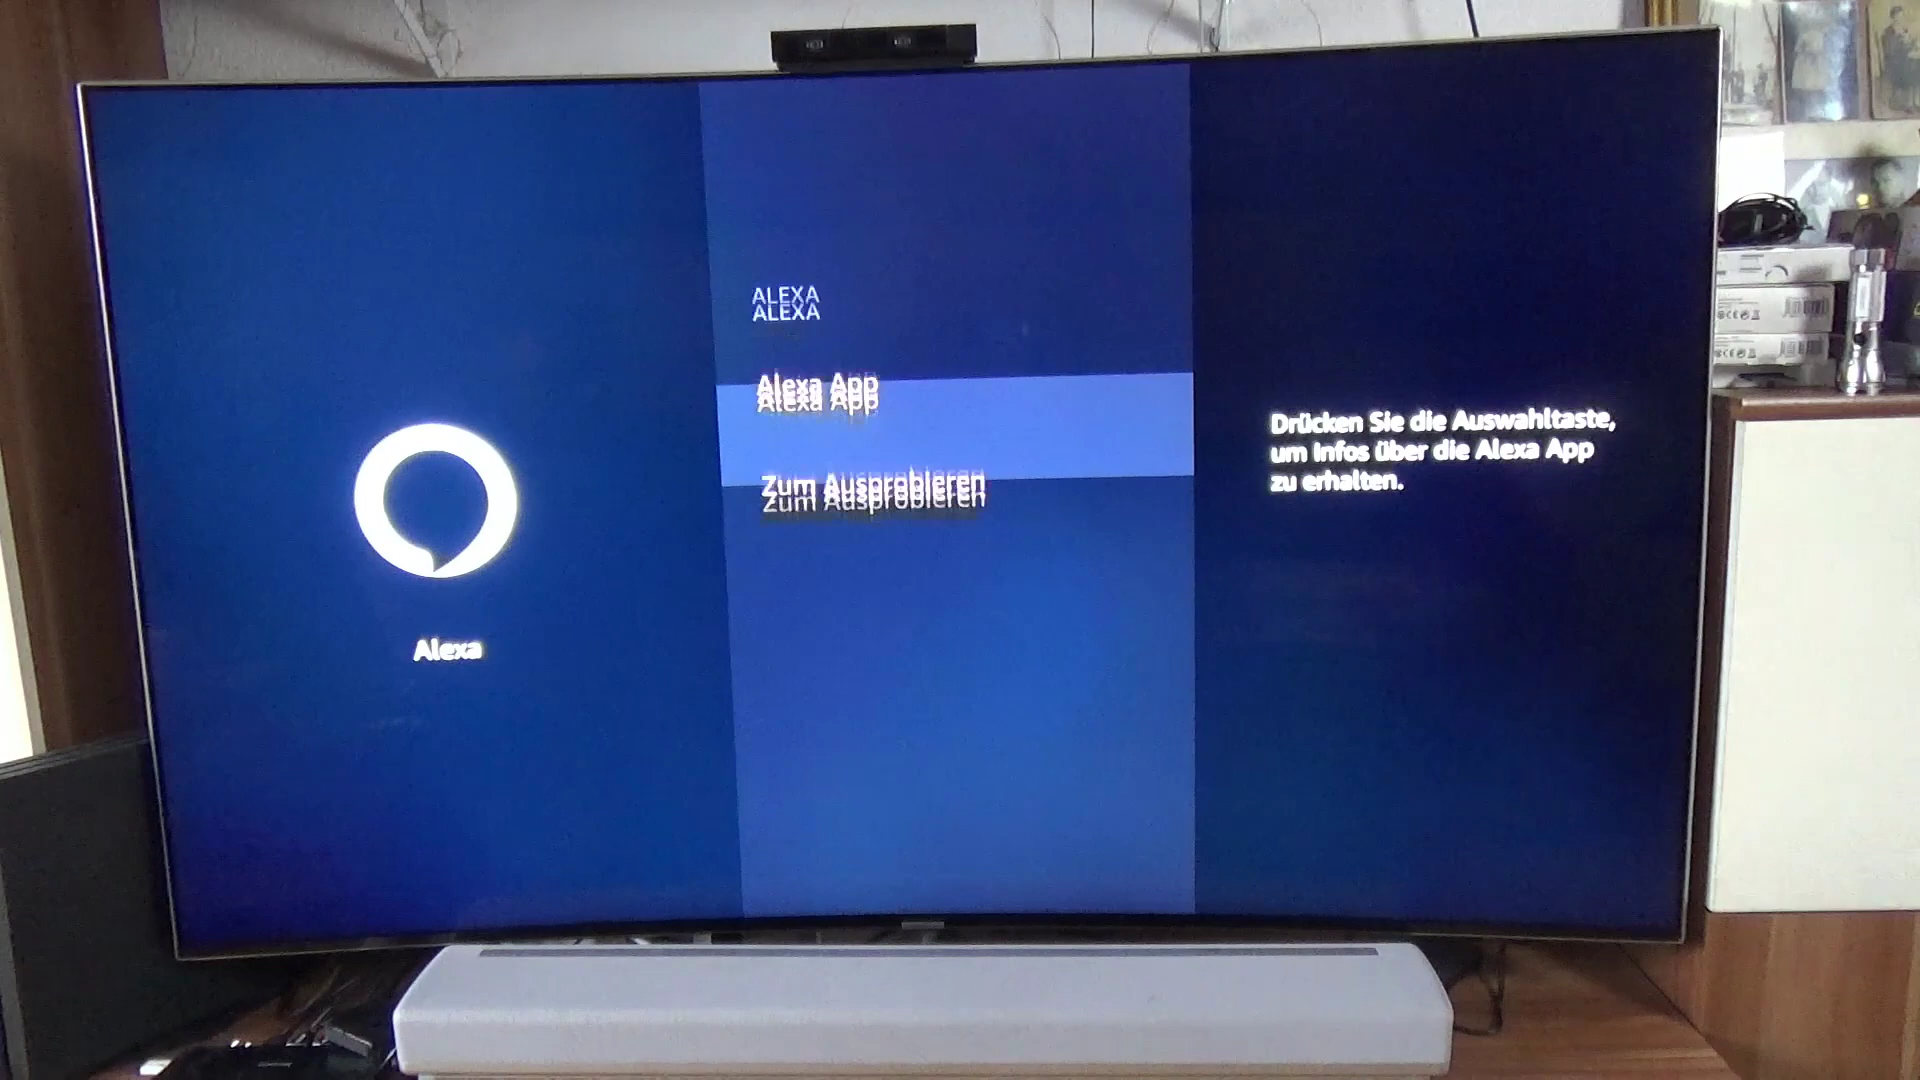 ALEXA
Alexa App
Zum Ausprobieren
Alexa
Drücken Sie die Auswahltaste,
um Infos über die Alexa App
zu erhalten.